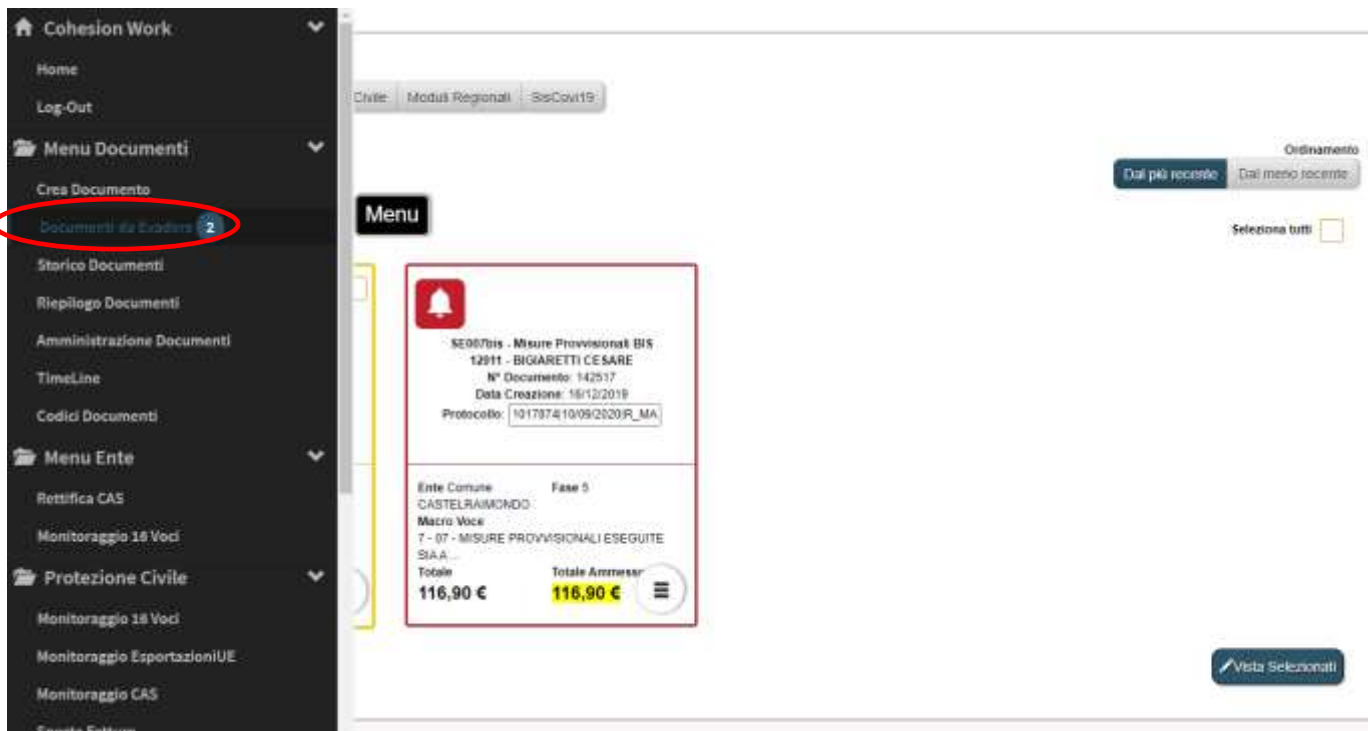 Cohesion Work
Home
Log-Out
Menu Documenti
Crea Documento
Documenti da Evadere 2
Storico Documenti
Riepilogo Documenti
Amministrazione Documenti
TimeLine
Codici Documenti
Menu Ente
Rettifica CAS
Monitoraggio 16 Voci
Protezione Civile
Monitoraggio 16 Voci
Monitoraggio EsportazioniUE
Monitoraggio CAS
Civile Moduli Regionali SisCovi19
Ordinamento
Dal più recente Dal meno recente
Menu
Seleziona tutti
SE007bis - Misure Provvisionali BIS
12911 - BIGIARETTI CESARE
N° Documento: 142517
Data Creazione: 16/12/2019
Protocollo: 1017874|10/09/2020|R_MA
Ente Comune Fase 5
CASTELRAIMONDO
Macro Voce
7 - 07 - MISURE PROVVISIONALI ESEGUITE
SIA A ...
Totale Totale Ammess
116,90 € 116,90 €
Vista Selezionati